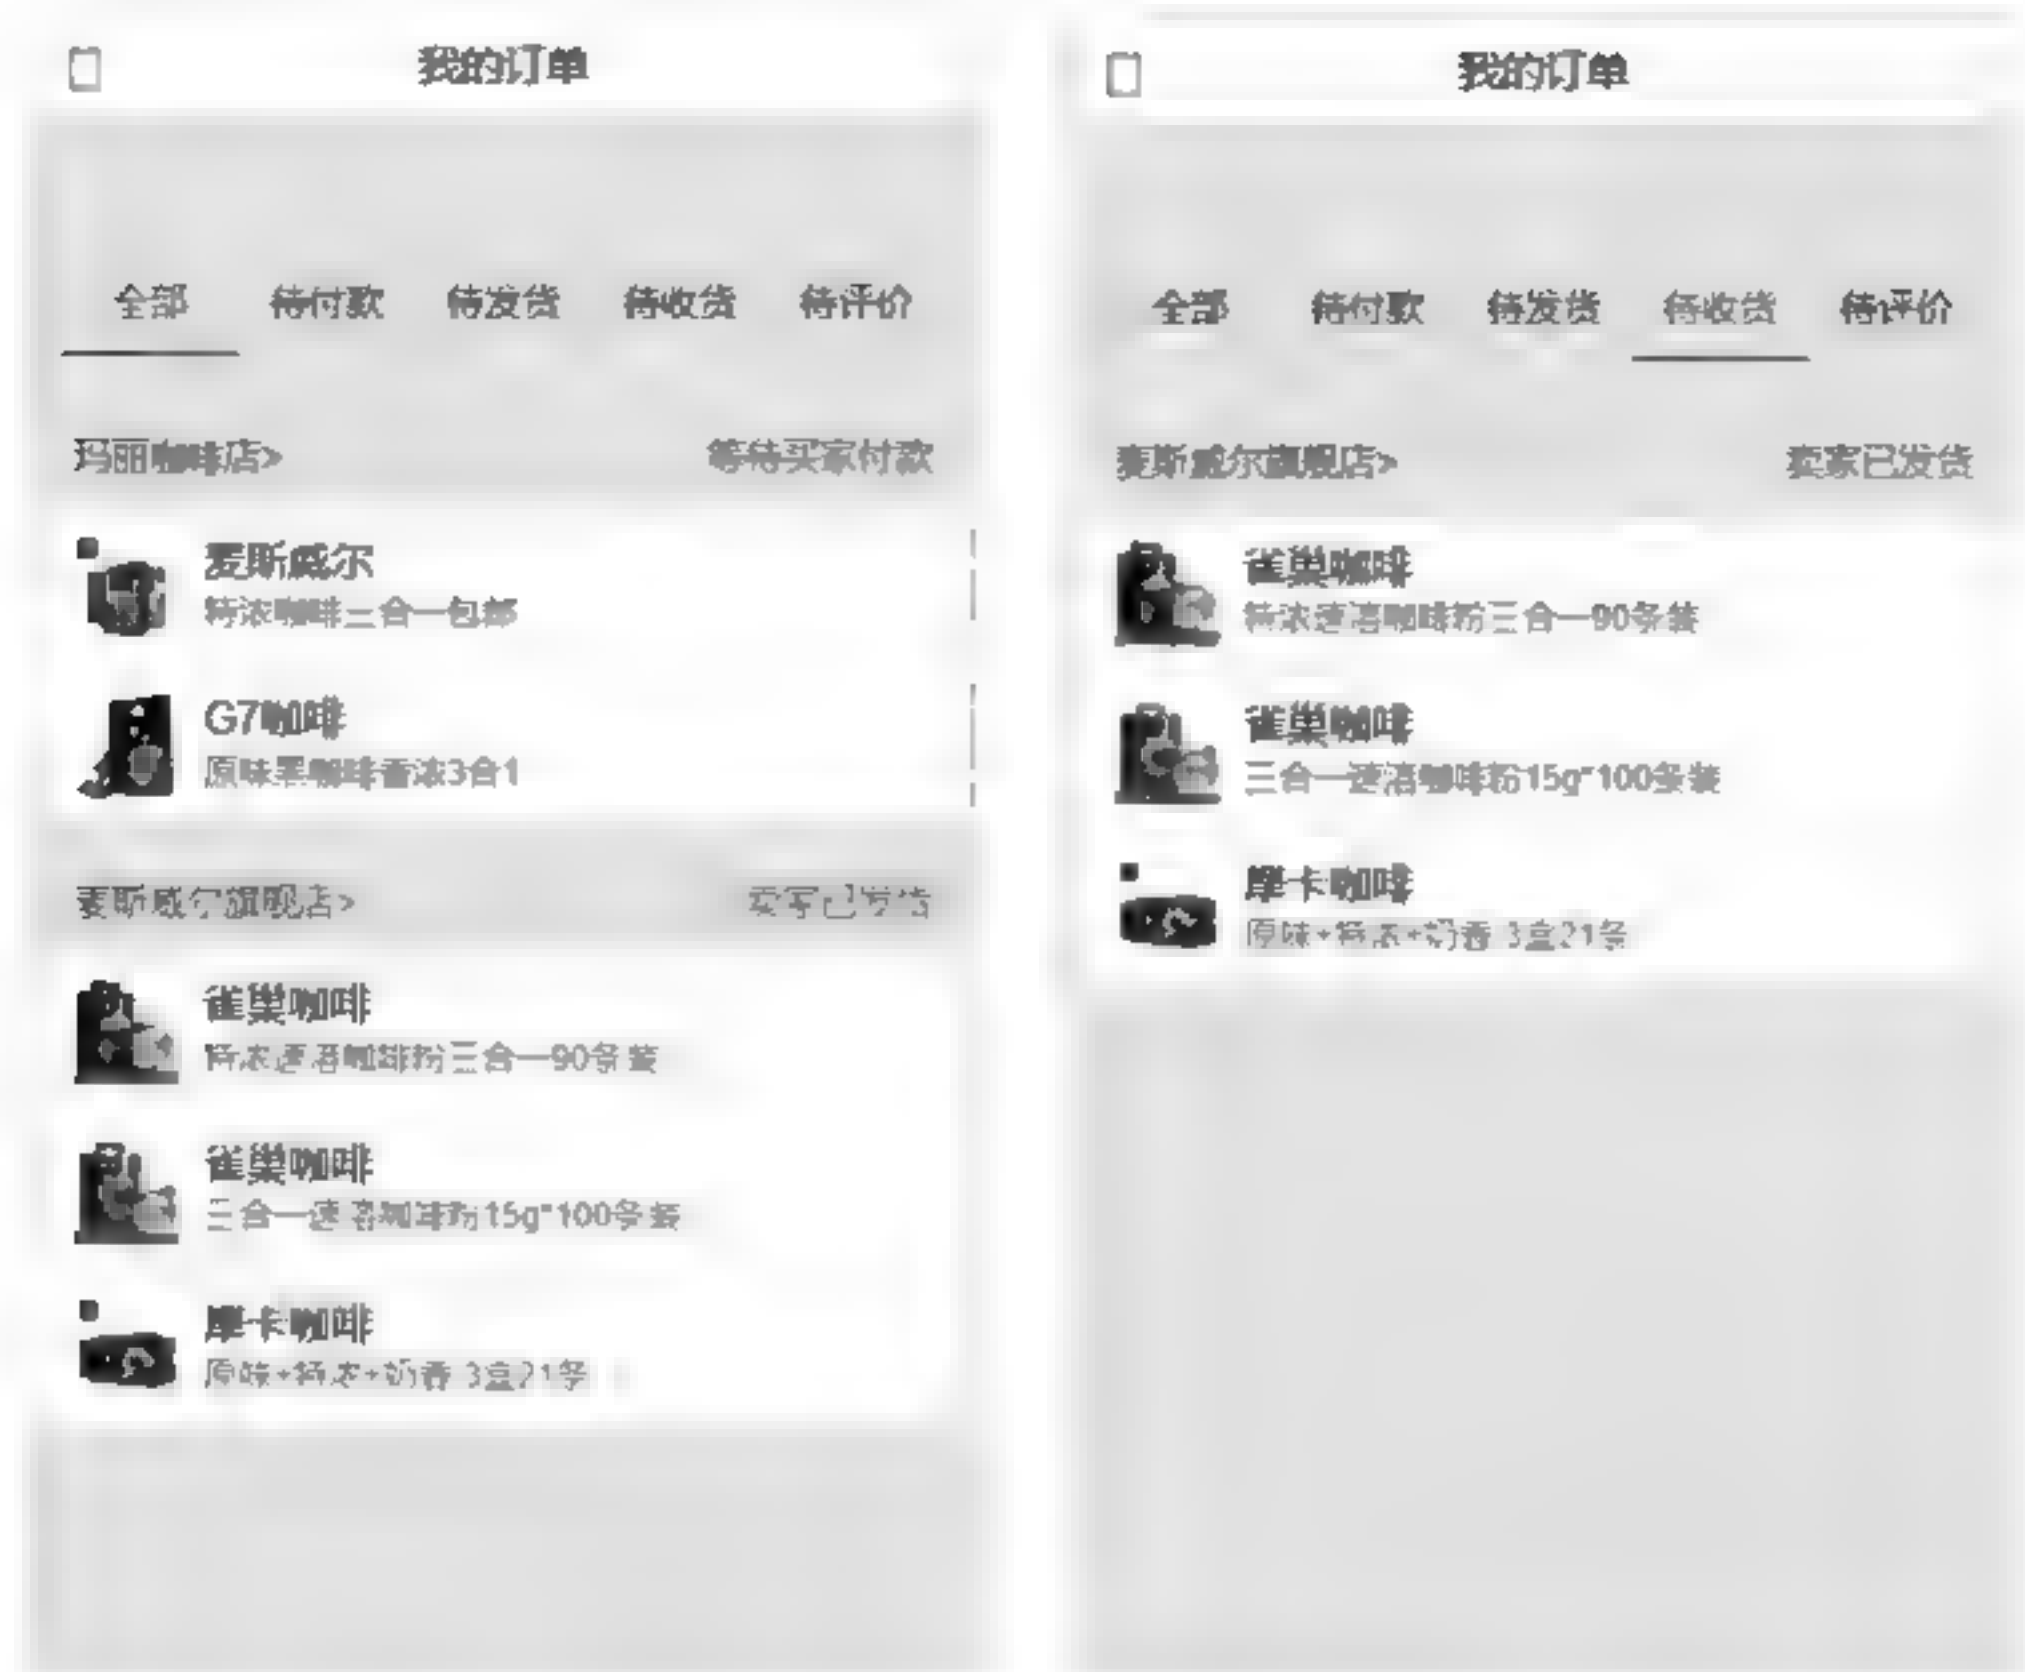 我的订单
全部 待付款 待发货 待收货 待评价
玛丽咖啡店> 等待买家付款
麦斯威尔
特浓咖啡三合一包邮
G7咖啡
原味黑咖啡香浓3合1
麦斯威尔旗舰店> 卖家已发货
雀巢咖啡
特浓速溶咖啡粉三合一90条装
雀巢咖啡
三合一速溶咖啡粉15g*100条装
摩卡咖啡
原味+特浓+奶香 3盒21条
我的订单
全部 待付款 待发货 待收货 待评价
麦斯威尔旗舰店> 卖家已发货
雀巢咖啡
特浓速溶咖啡粉三合一90条装
雀巢咖啡
三合一速溶咖啡粉15g*100条装
摩卡咖啡
原味+特浓+奶香 3盒21条